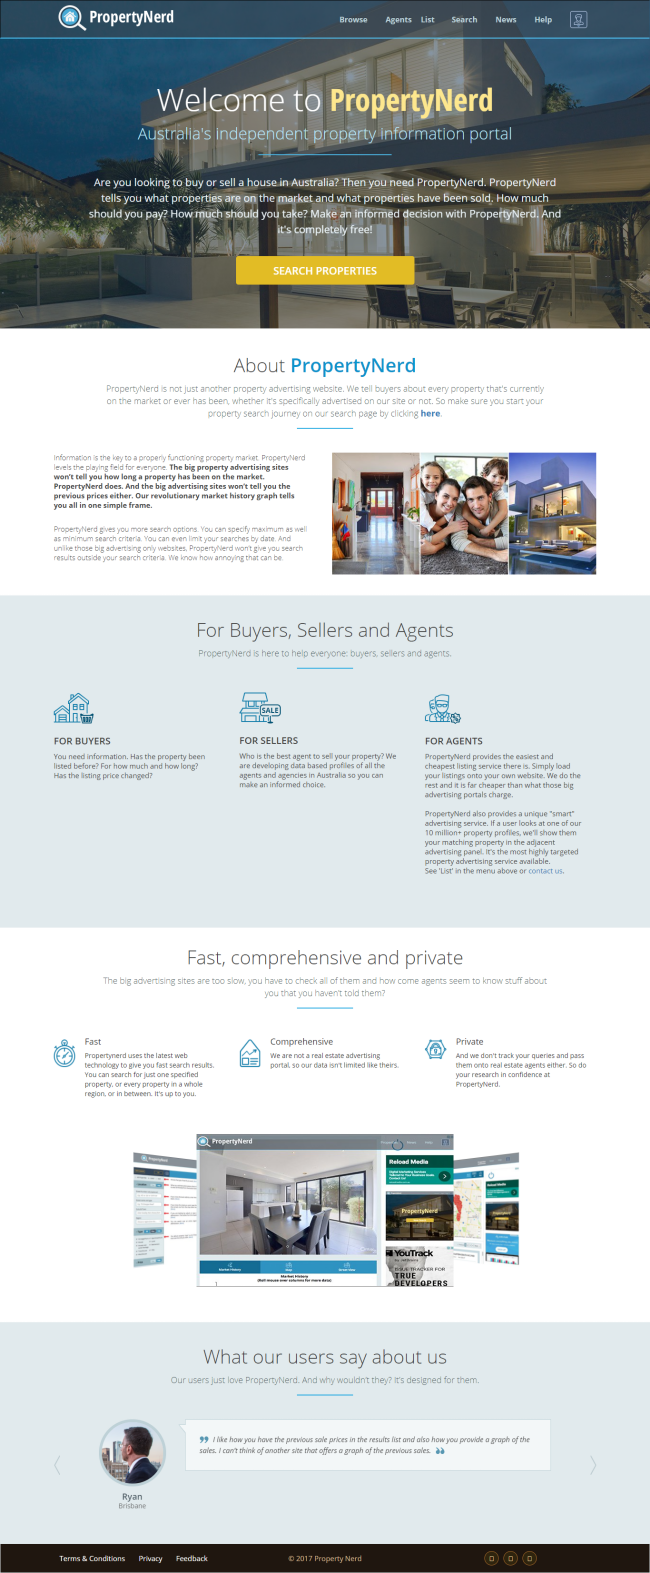 PropertyNerd
Browse Agents List Search News Help
Welcome to PropertyNerd
Australia's independent property information portal
Are you looking to buy or sell a house in Australia? Then you need PropertyNerd. PropertyNerd
tells you what properties are on the market and what properties have been sold. How much
should you pay? How much should you take? Make an informed decision with PropertyNerd. And
it's completely free!
SEARCH PROPERTIES
About PropertyNerd
PropertyNerd is not just another property advertising website. We tell buyers about every property that's currently
on the market or ever has been, whether it's specifically advertised on our site or not. So make sure you start your
property search journey on our search page by clicking here.
Information is the key to a properly functioning property market. PropertyNerd
levels the playing field for everyone. The big property advertising sites
won't tell you how long a property has been on the market.
PropertyNerd does. And the big advertising sites won't tell you the
previous prices either. Our revolutionary market history graph tells
you all in one simple frame.
PropertyNerd gives you more search options. You can specify maximum as well
as minimum search criteria. You can even limit your searches by date. And
unlike those big advertising only websites, PropertyNerd won't give you search
results outside your search criteria. We know how annoying that can be.
For Buyers, Sellers and Agents
PropertyNerd is here to help everyone: buyers, sellers and agents.
FOR BUYERS
You need information. Has the property been
listed before? For how much and how long?
Has the listing price changed?
SALE
FOR SELLERS
Who is the best agent to sell your property? We
are developing data based profiles of all the
agents and agencies in Australia so you can
make an informed choice.
FOR AGENTS
PropertyNerd provides the easiest and
cheapest listing service there is. Simply load
your listings onto your own website. We do the
rest and it is far cheaper than what those big
advertising portals charge.
PropertyNerd also provides a unique "smart"
advertising service. If a user looks at one of our
10 million+ property profiles, we'll show them
your matching property in the adjacent
advertising panel. It's the most highly targeted
property advertising service available.
See 'List' in the menu above or contact us.
Fast, comprehensive and private
The big advertising sites are too slow, you have to check all of them and how come agents seem to know stuff about
you that you haven't told them?
Fast
Propertynerd uses the latest web
technology to give you fast search results.
You can search for just one specified
property, or every property in a whole
region, or in between. It's up to you.
Comprehensive
We are not a real estate advertising
portal, so our data isn't limited like theirs.
Private
And we don't track your queries and pass
them onto real estate agents either. So do
your research in confidence at
PropertyNerd.
PropertyNerd
Reload Media
PropertyNerd
YouTrack
ISSUE TRACKER FOR
TRUE
DEVELOPERS
Market History
Market History
(Roll mouse over columns for more data)
What our users say about us
Our users just love PropertyNerd. And why wouldn't they? It's designed for them.
I like how you have the previous sale prices in the results list and also how you provide a graph of the
sales. I can't think of another site that offers a graph of the previous sales.
Ryan
Brisbane
Terms & Conditions Privacy Feedback © 2017 Property Nerd